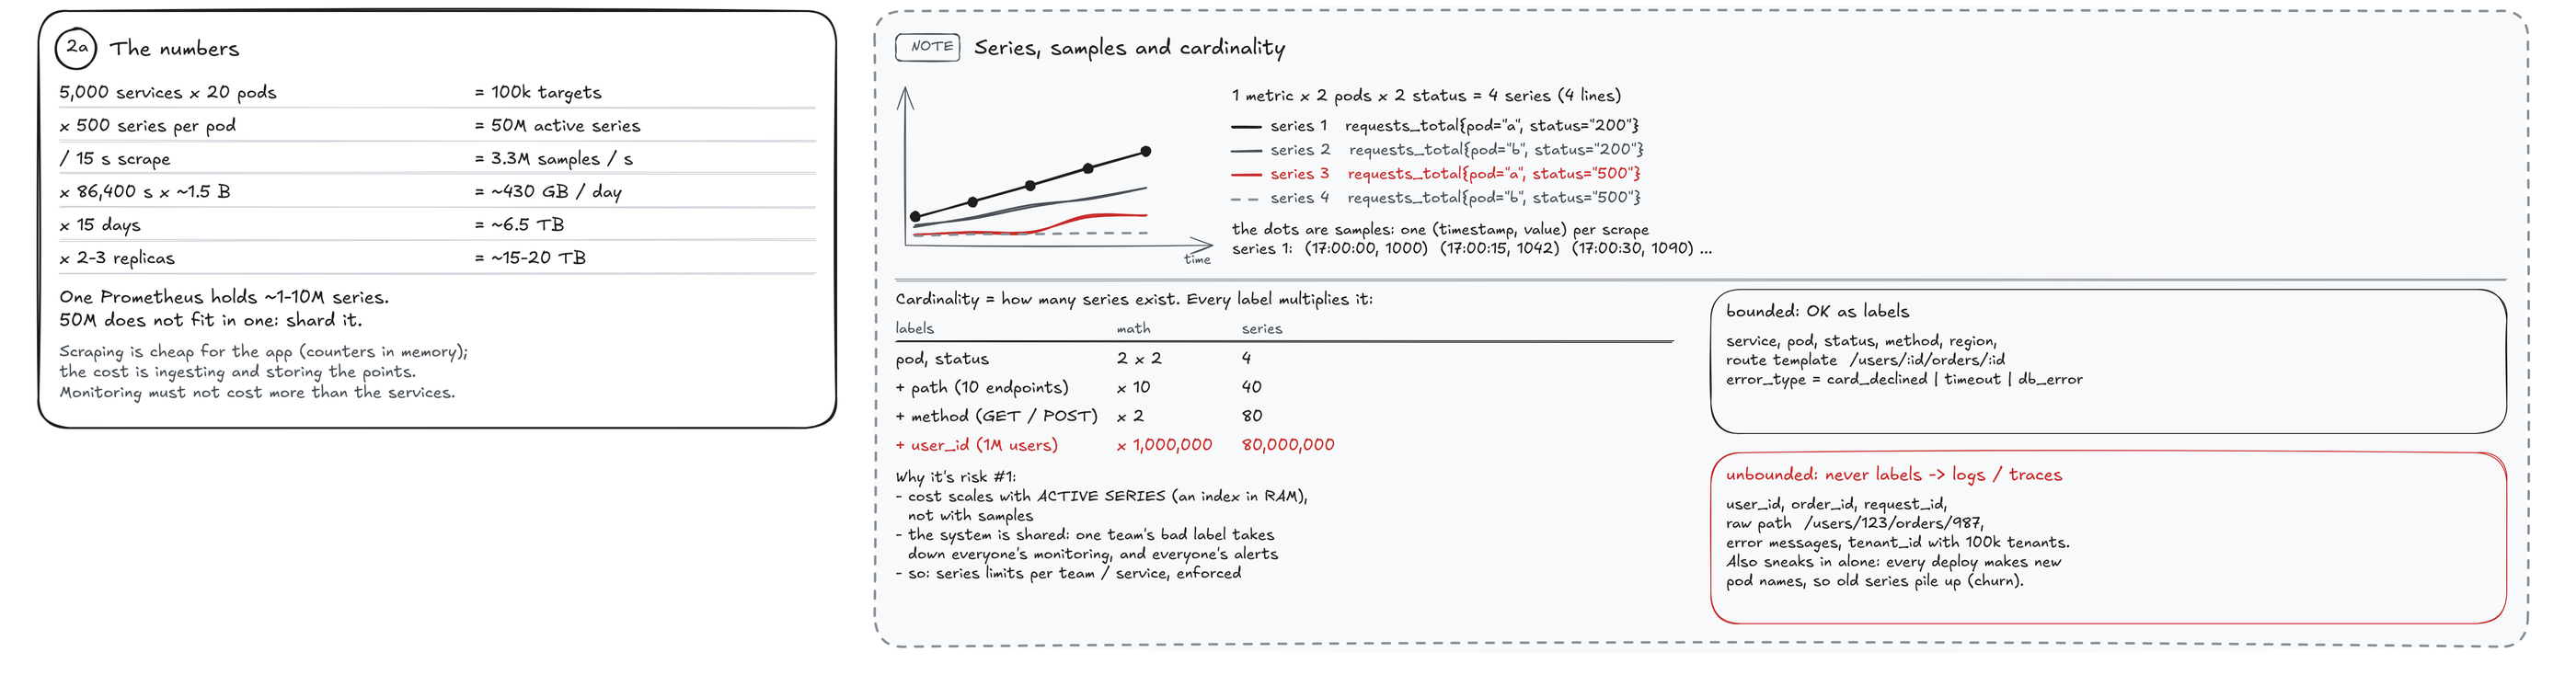 2a The numbers
5,000 services x 20 pods = 100k targets
x 500 series per pod = 50M active series
/ 15 s scrape = 3.3M samples / s
x 86,400 s x ~1.5 B = ~430 GB / day
x 15 days = ~6.5 TB
x 2-3 replicas = ~15-20 TB
One Prometheus holds ~1-10M series.
50M does not fit in one: shard it.
Scraping is cheap for the app (counters in memory);
the cost is ingesting and storing the points.
Monitoring must not cost more than the services.
NOTE Series, samples and cardinality
time
1 metric x 2 pods x 2 status = 4 series (4 lines)
series 1 requests_total{pod="a", status="200"}
series 2 requests_total{pod="b", status="200"}
series 3 requests_total{pod="a", status="500"}
series 4 requests_total{pod="b", status="500"}
the dots are samples: one (timestamp, value) per scrape
series 1: (17:00:00, 1000) (17:00:15, 1042) (17:00:30, 1090) ...
Cardinality = how many series exist. Every label multiplies it:
labels math series
pod, status 2 x 2 4
+ path (10 endpoints) x 10 40
+ method (GET / POST) x 2 80
+ user_id (1M users) x 1,000,000 80,000,000
Why it's risk #1:
- cost scales with ACTIVE SERIES (an index in RAM),
not with samples
- the system is shared: one team's bad label takes
down everyone's monitoring, and everyone's alerts
- so: series limits per team / service, enforced
bounded: OK as labels
service, pod, status, method, region,
route template /users/:id/orders/:id
error_type = card_declined | timeout | db_error
unbounded: never labels -> logs / traces
user_id, order_id, request_id,
raw path /users/123/orders/987,
error messages, tenant_id with 100k tenants.
Also sneaks in alone: every deploy makes new
pod names, so old series pile up (churn).